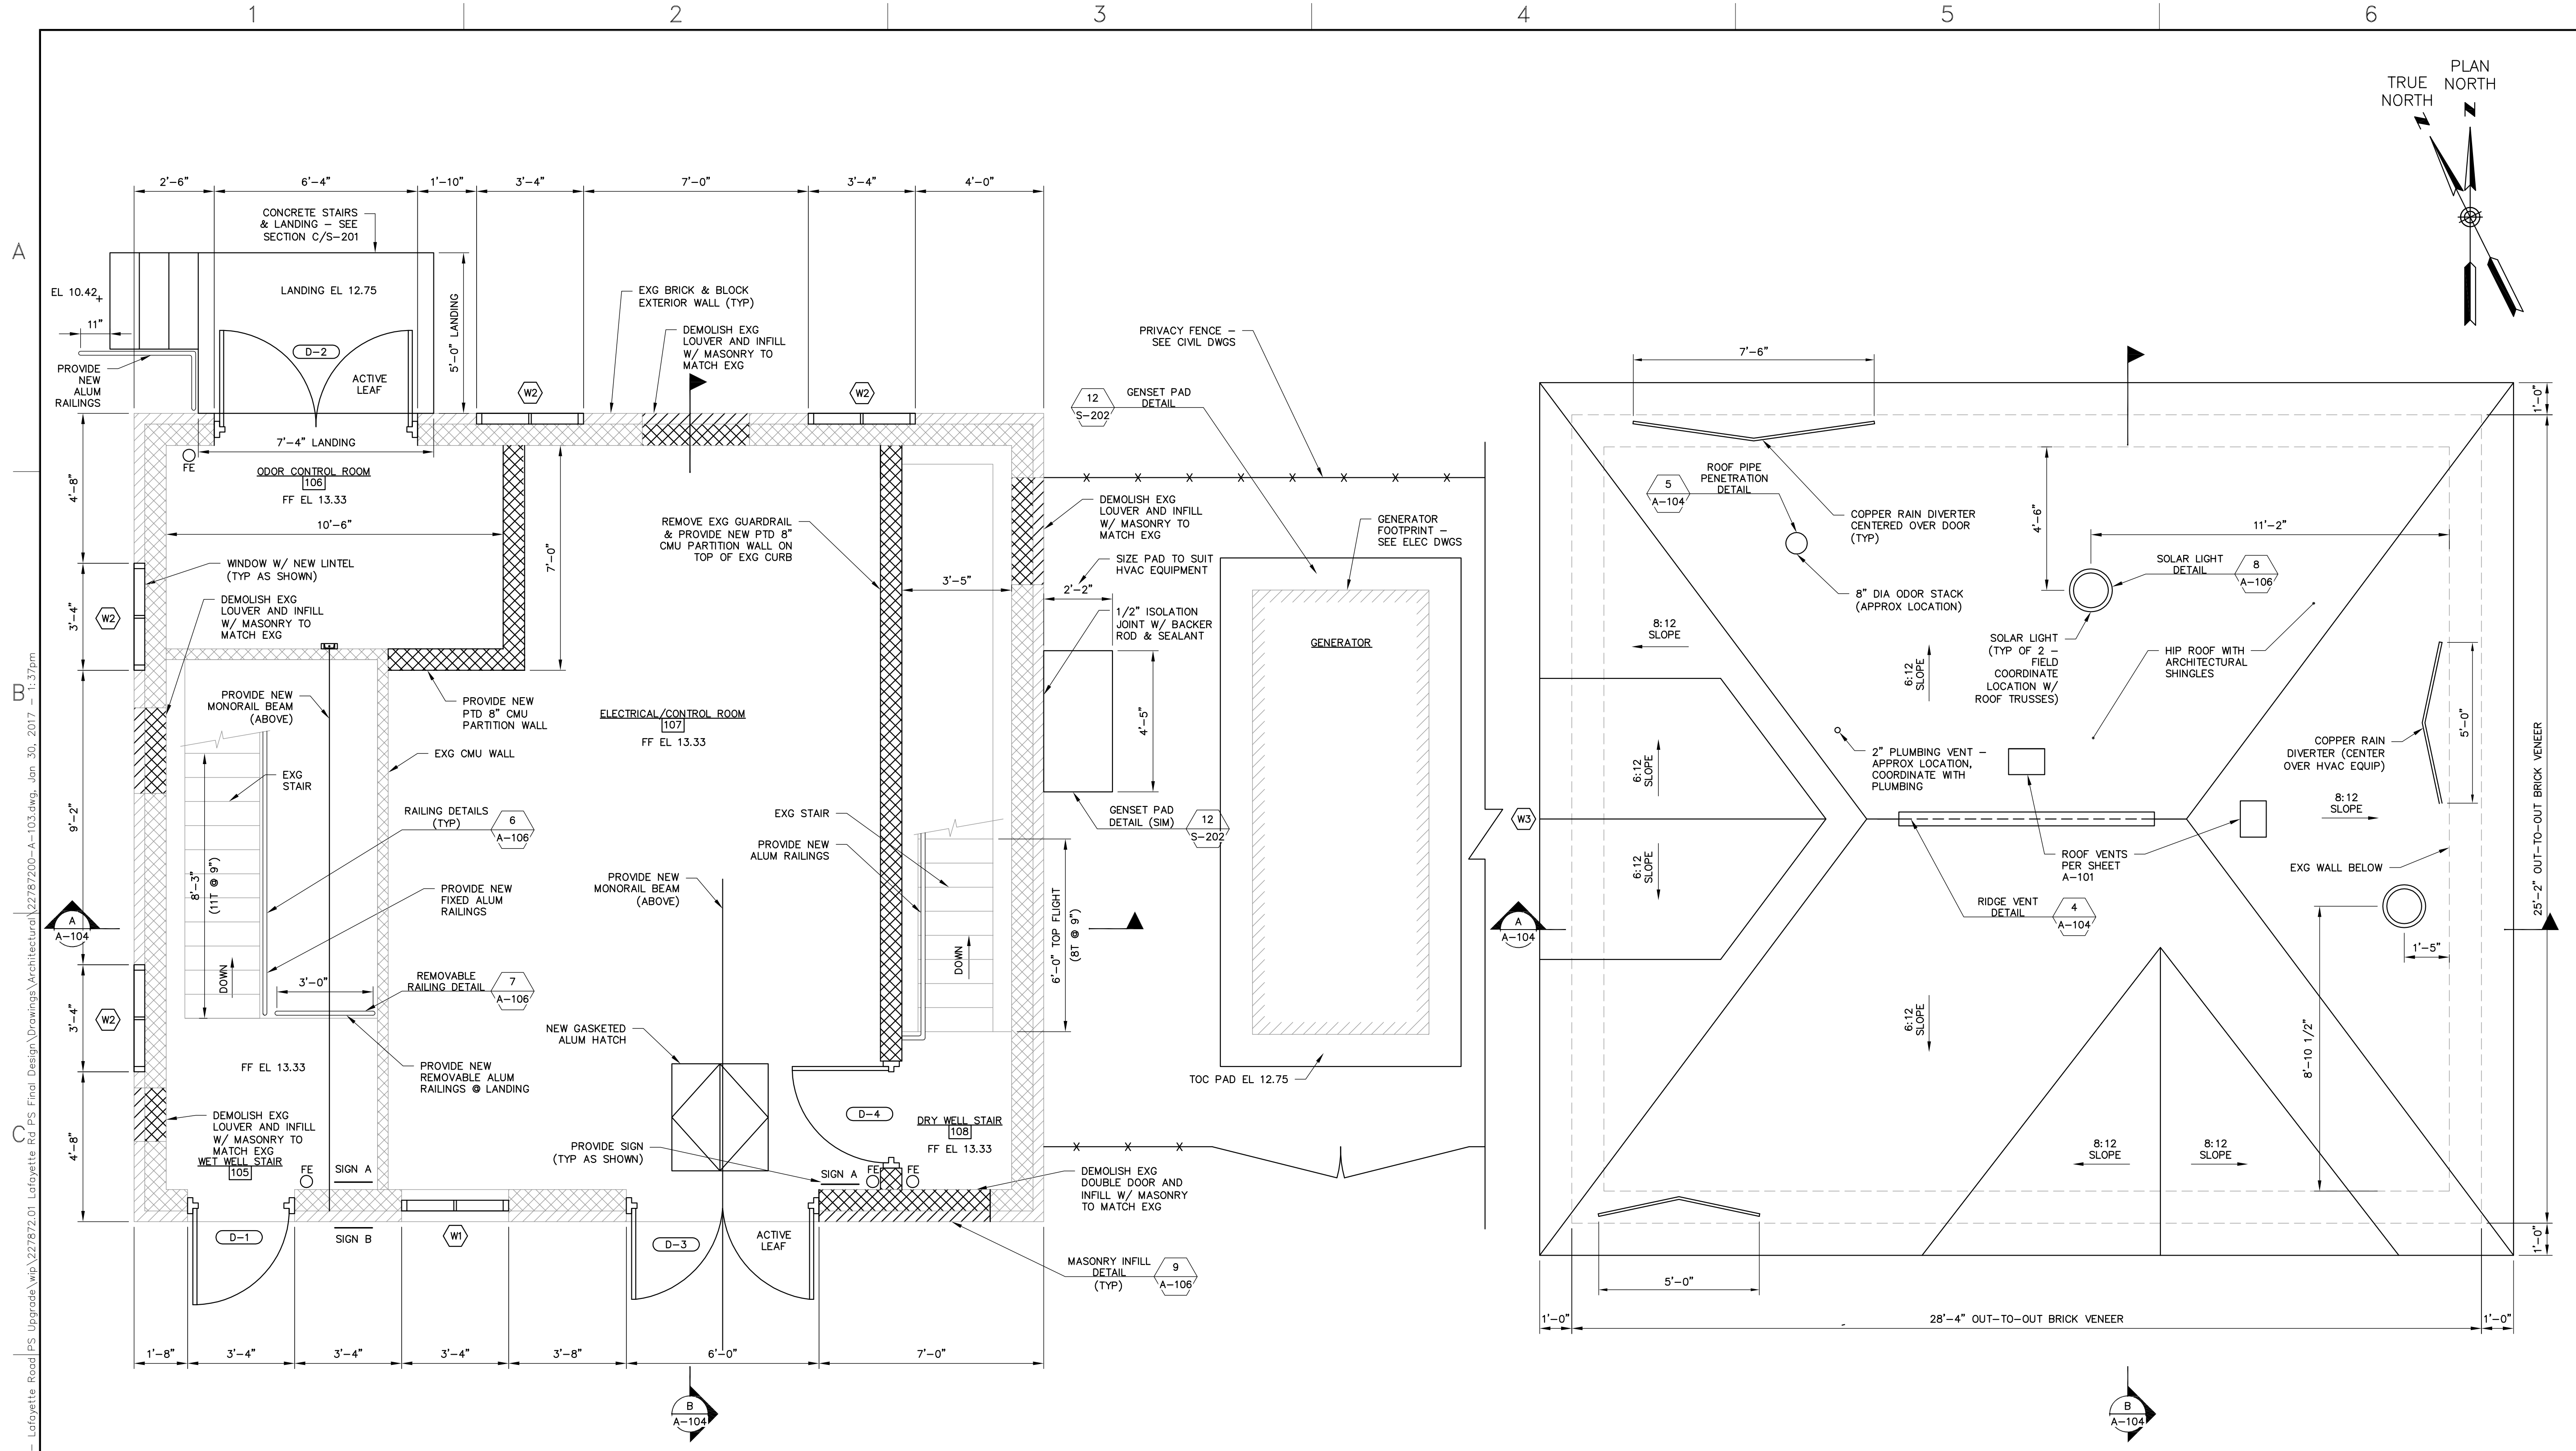 1
2
3
4
5
6
A
B
C
PLAN
NORTH
TRUE
NORTH
N
N
2'-6"
6'-4"
1'-10"
3'-4"
7'-0"
3'-4"
4'-0"
CONCRETE STAIRS
& LANDING – SEE
SECTION C/S-201
EL 10.42
LANDING EL 12.75
11"
5'-0" LANDING
D-2
ACTIVE
LEAF
PROVIDE
NEW
ALUM
RAILINGS
7'-4" LANDING
EXG BRICK & BLOCK
EXTERIOR WALL (TYP)
DEMOLISH EXG
LOUVER AND INFILL
W/ MASONRY TO
MATCH EXG
W2
W2
FE
ODOR CONTROL ROOM
106
FF EL 13.33
10'-6"
7'-0"
4'-8"
3'-4"
9'-2"
3'-4"
4'-8"
W2
W2
WINDOW W/ NEW LINTEL
(TYP AS SHOWN)
DEMOLISH EXG
LOUVER AND INFILL
W/ MASONRY TO
MATCH EXG
PROVIDE NEW
MONORAIL BEAM
(ABOVE)
PROVIDE NEW
PTD 8" CMU
PARTITION WALL
EXG CMU WALL
EXG
STAIR
8'-3"
(11T @ 9")
DOWN
RAILING DETAILS
(TYP)
6
A-106
PROVIDE NEW
FIXED ALUM
RAILINGS
3'-0"
REMOVABLE
RAILING DETAIL
7
A-106
FF EL 13.33
PROVIDE NEW
REMOVABLE ALUM
RAILINGS @ LANDING
DEMOLISH EXG
LOUVER AND INFILL
W/ MASONRY TO
MATCH EXG
WET WELL STAIR
105
FE
SIGN A
SIGN B
D-1
W1
A
A-104
REMOVE EXG GUARDRAIL
& PROVIDE NEW PTD 8"
CMU PARTITION WALL ON
TOP OF EXG CURB
ELECTRICAL/CONTROL ROOM
107
FF EL 13.33
EXG STAIR
PROVIDE NEW
ALUM RAILINGS
PROVIDE NEW
MONORAIL BEAM
(ABOVE)
NEW GASKETED
ALUM HATCH
PROVIDE SIGN
(TYP AS SHOWN)
SIGN A
FE
FE
D-3
ACTIVE
LEAF
D-4
DRY WELL STAIR
108
FF EL 13.33
3'-5"
DOWN
6'-0" TOP FLIGHT
(8T @ 9")
DEMOLISH EXG
DOUBLE DOOR AND
INFILL W/ MASONRY
TO MATCH EXG
MASONRY INFILL
DETAIL
(TYP)
9
A-106
1'-8"
3'-4"
3'-4"
3'-4"
3'-8"
6'-0"
7'-0"
B
A-104
PRIVACY FENCE –
SEE CIVIL DWGS
12
S-202
GENSET PAD
DETAIL
DEMOLISH EXG
LOUVER AND INFILL
W/ MASONRY TO
MATCH EXG
SIZE PAD TO SUIT
HVAC EQUIPMENT
2'-2"
1/2" ISOLATION
JOINT W/ BACKER
ROD & SEALANT
4'-5"
GENSET PAD
DETAIL (SIM)
12
S-202
GENERATOR
FOOTPRINT –
SEE ELEC DWGS
GENERATOR
TOC PAD EL 12.75
7'-6"
5
A-104
ROOF PIPE
PENETRATION
DETAIL
COPPER RAIN DIVERTER
CENTERED OVER DOOR
(TYP)
8" DIA ODOR STACK
(APPROX LOCATION)
4'-6"
11'-2"
SOLAR LIGHT
DETAIL
8
A-106
SOLAR LIGHT
(TYP OF 2 –
FIELD
COORDINATE
LOCATION W/
ROOF TRUSSES)
HIP ROOF WITH
ARCHITECTURAL
SHINGLES
8:12
SLOPE
6:12
SLOPE
6:12
SLOPE
6:12
SLOPE
2" PLUMBING VENT –
APPROX LOCATION,
COORDINATE WITH
PLUMBING
COPPER RAIN
DIVERTER (CENTER
OVER HVAC EQUIP)
5'-0"
8:12
SLOPE
W3
A
A-104
ROOF VENTS
PER SHEET
A-101
EXG WALL BELOW
RIDGE VENT
DETAIL
4
A-104
1'-5"
6:12
SLOPE
8'-10 1/2"
8:12
SLOPE
8:12
SLOPE
1'-0"
25'-2" OUT-TO-OUT BRICK VENEER
1'-0"
5'-0"
1'-0"
28'-4" OUT-TO-OUT BRICK VENEER
1'-0"
B
A-104
– Lafayette Road PS Upgrade\wip\227872.01 Lafayette Rd PS Final Design\Drawings\Architectural\22787200-A-103.dwg, Jan 30, 2017 - 1:37pm